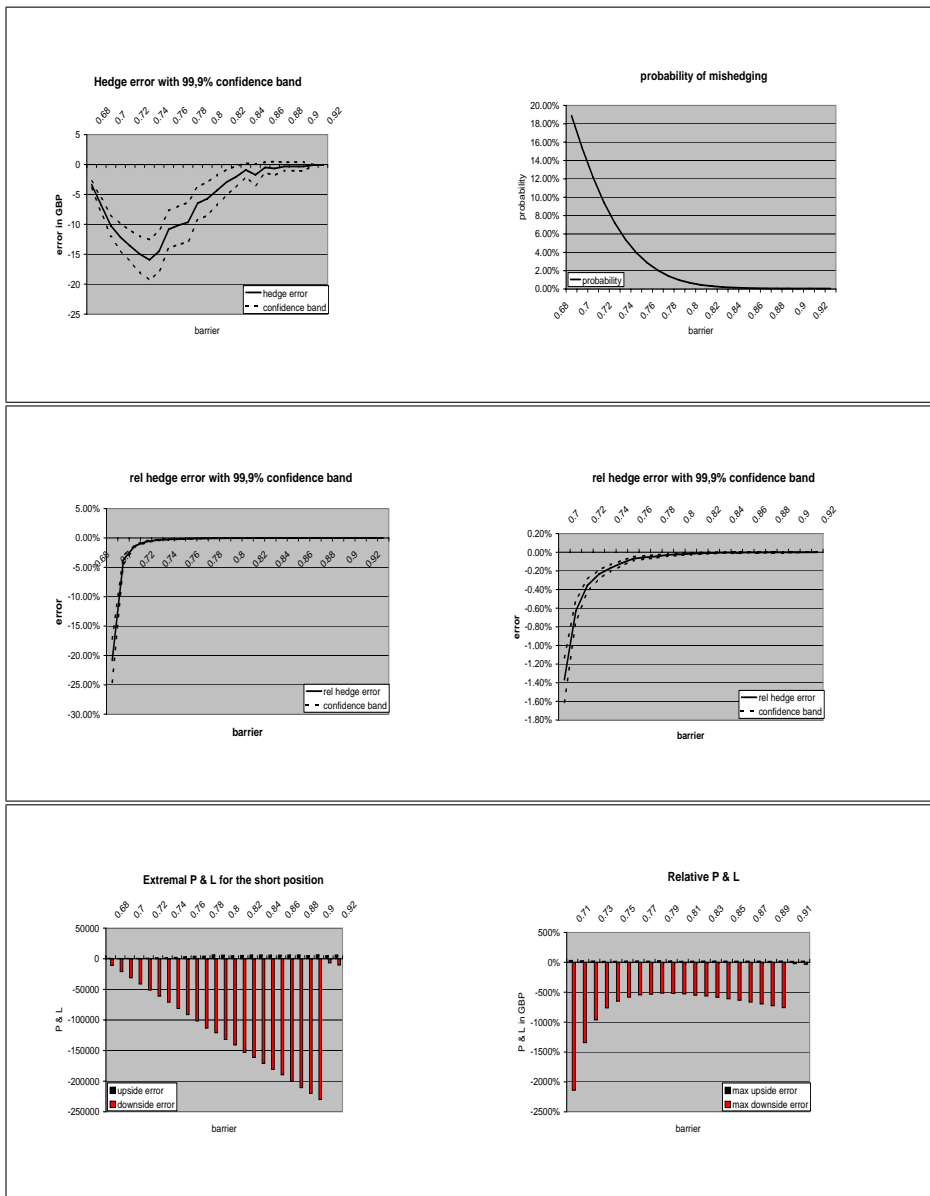 Hedge error with 99,9% confidence band
0.68 0.7 0.72 0.74 0.76 0.78 0.8 0.82 0.84 0.86 0.88 0.9 0.92
5
0
-5
-10
-15
-20
-25
error in GBP
hedge error
confidence band
barrier
probability of mishedging
20.00%
18.00%
16.00%
14.00%
12.00%
10.00%
8.00%
6.00%
4.00%
2.00%
0.00%
probability
probability
0.68 0.7 0.72 0.74 0.76 0.78 0.8 0.82 0.84 0.86 0.88 0.9 0.92
barrier
rel hedge error with 99,9% confidence band
5.00%
0.00%
-5.00%
-10.00%
-15.00%
-20.00%
-25.00%
-30.00%
error
0.68 0.7 0.72 0.74 0.76 0.78 0.8 0.82 0.84 0.86 0.88 0.9 0.92
rel hedge error
confidence band
barrier
rel hedge error with 99,9% confidence band
0.7 0.72 0.74 0.76 0.78 0.8 0.82 0.84 0.86 0.88 0.9 0.92
0.20%
0.00%
-0.20%
-0.40%
-0.60%
-0.80%
-1.00%
-1.20%
-1.40%
-1.60%
-1.80%
error
rel hedge error
confidence band
barrier
Extremal P & L for the short position
0.68 0.7 0.72 0.74 0.76 0.78 0.8 0.82 0.84 0.86 0.88 0.9 0.92
50000
0
-50000
-100000
-150000
-200000
-250000
P & L
upside error
downside error
barrier
Relative P & L
0.71 0.73 0.75 0.77 0.79 0.81 0.83 0.85 0.87 0.89 0.91
500%
0%
-500%
-1000%
-1500%
-2000%
-2500%
P & L in GBP
max upside error
max downside error
barrier